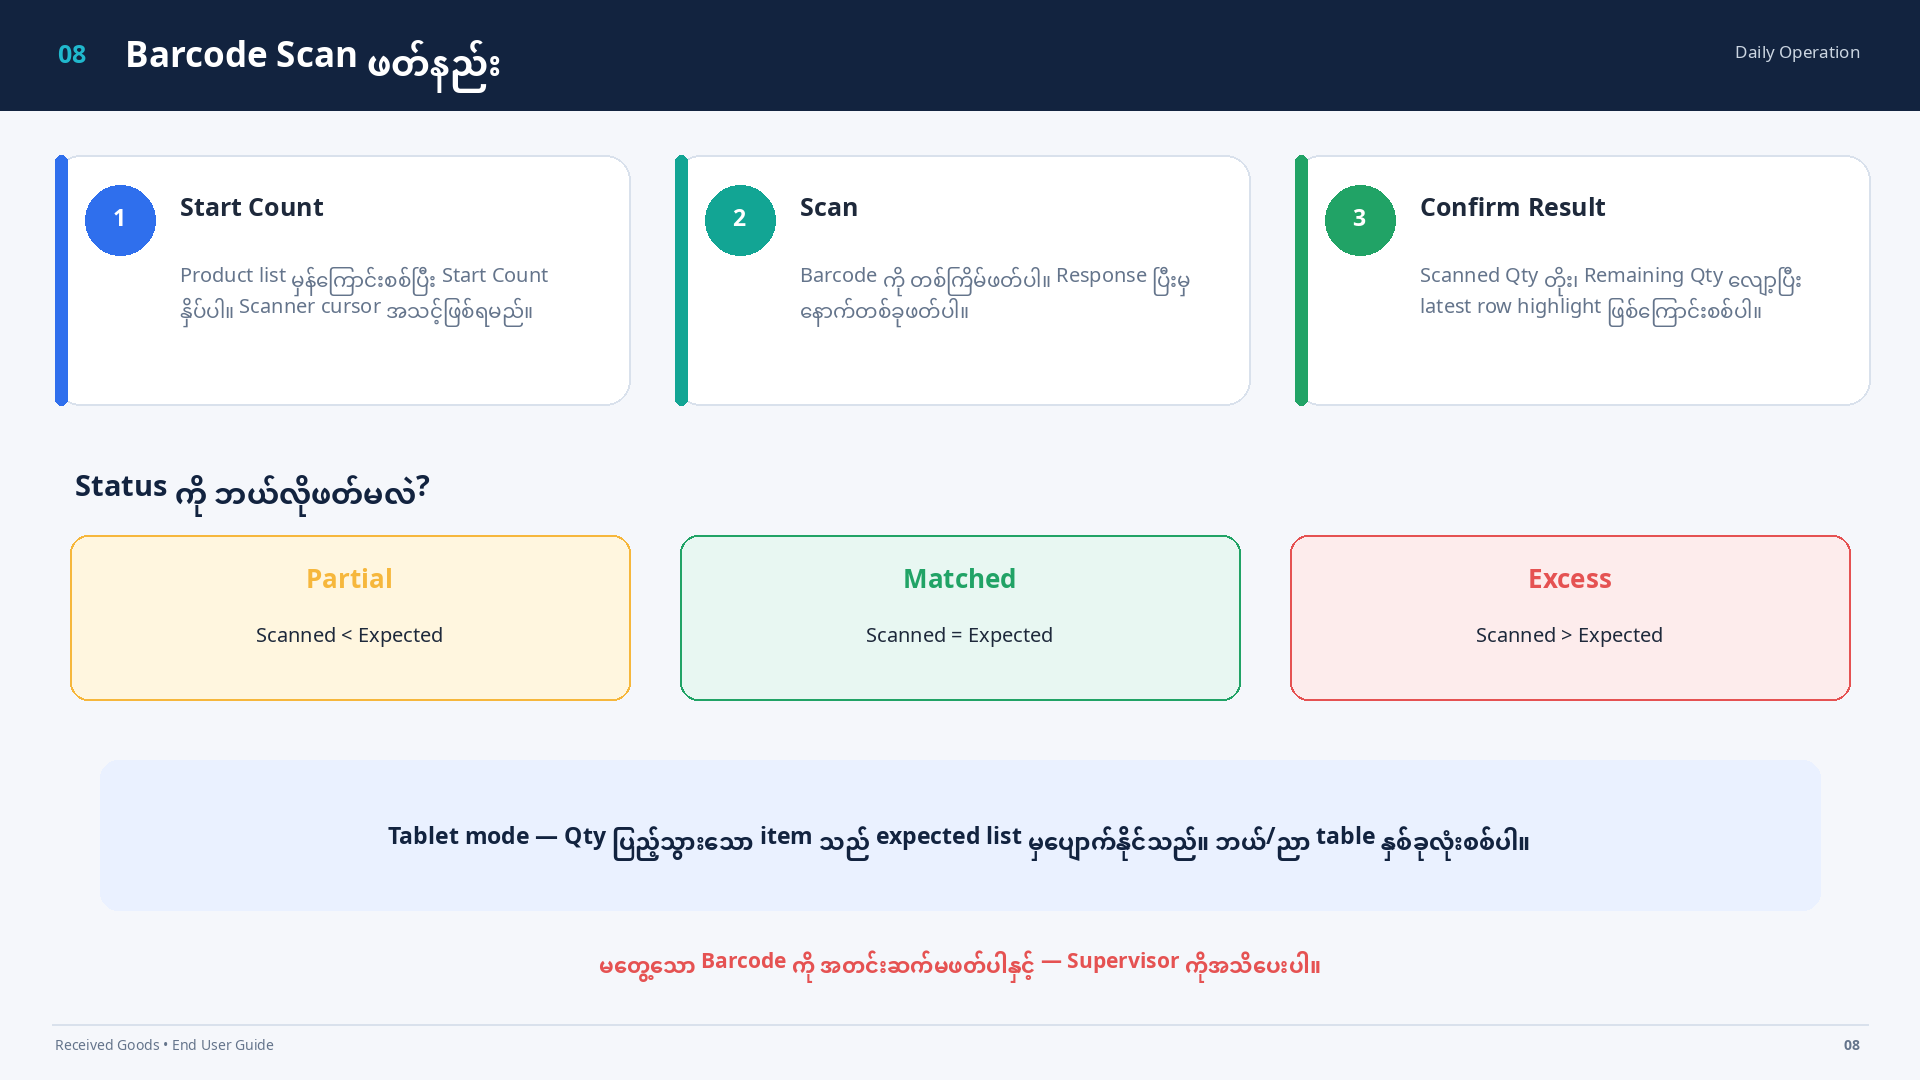 08
Barcode Scan ဖတ်နည်း
Daily Operation
1
Start Count
Product list မှန်ကြောင်းစစ်ပြီး Start Count
နှိပ်ပါ။ Scanner cursor အသင့်ဖြစ်ရမည်။
2
Scan
Barcode ကို တစ်ကြိမ်ဖတ်ပါ။ Response ပြီးမှ
နောက်တစ်ခုဖတ်ပါ။
3
Confirm Result
Scanned Qty တိုး၊ Remaining Qty လျော့ပြီး
latest row highlight ဖြစ်ကြောင်းစစ်ပါ။
Status ကို ဘယ်လိုဖတ်မလဲ?
Partial
Scanned < Expected
Matched
Scanned = Expected
Excess
Scanned > Expected
Tablet mode — Qty ပြည့်သွားသော item သည် expected list မှပျောက်နိုင်သည်။ ဘယ်/ညာ table နှစ်ခုလုံးစစ်ပါ။
မတွေ့သော Barcode ကို အတင်းဆက်မဖတ်ပါနှင့် — Supervisor ကိုအသိပေးပါ။
Received Goods • End User Guide
08